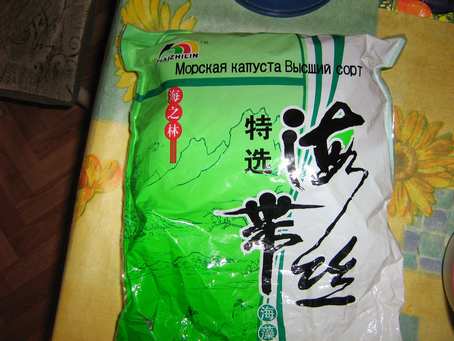 HAIZHILIN
Морская капуста Высший сорт
海之林
特选
海带丝
海藻